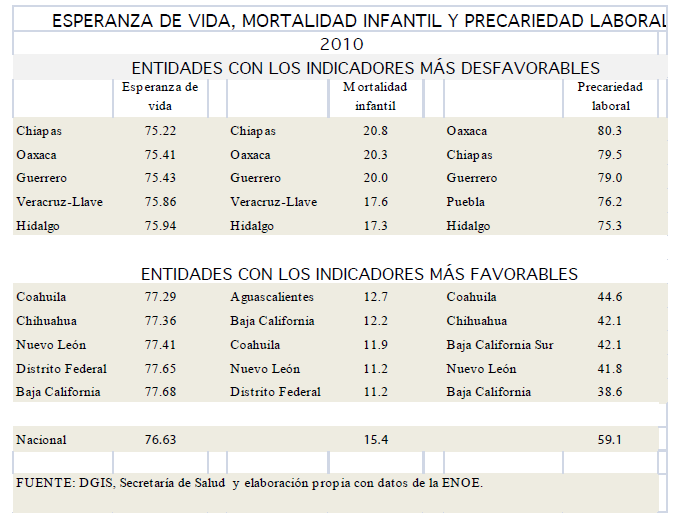 ESPERANZA DE VIDA, MORTALIDAD INFANTIL Y PRECARIEDAD LABORAL
2010
ENTIDADES CON LOS INDICADORES MÁS DESFAVORABLES
Esperanza de vida Mortalidad infantil Precariedad laboral
Chiapas 75.22 Chiapas 20.8 Oaxaca 80.3
Oaxaca 75.41 Oaxaca 20.3 Chiapas 79.5
Guerrero 75.43 Guerrero 20.0 Guerrero 79.0
Veracruz-Llave 75.86 Veracruz-Llave 17.6 Puebla 76.2
Hidalgo 75.94 Hidalgo 17.3 Hidalgo 75.3
ENTIDADES CON LOS INDICADORES MÁS FAVORABLES
Coahuila 77.29 Aguascalientes 12.7 Coahuila 44.6
Chihuahua 77.36 Baja California 12.2 Chihuahua 42.1
Nuevo León 77.41 Coahuila 11.9 Baja California Sur 42.1
Distrito Federal 77.65 Nuevo León 11.2 Nuevo León 41.8
Baja California 77.68 Distrito Federal 11.2 Baja California 38.6
Nacional 76.63 15.4 59.1
FUENTE: DGIS, Secretaría de Salud y elaboración propia con datos de la ENOE.